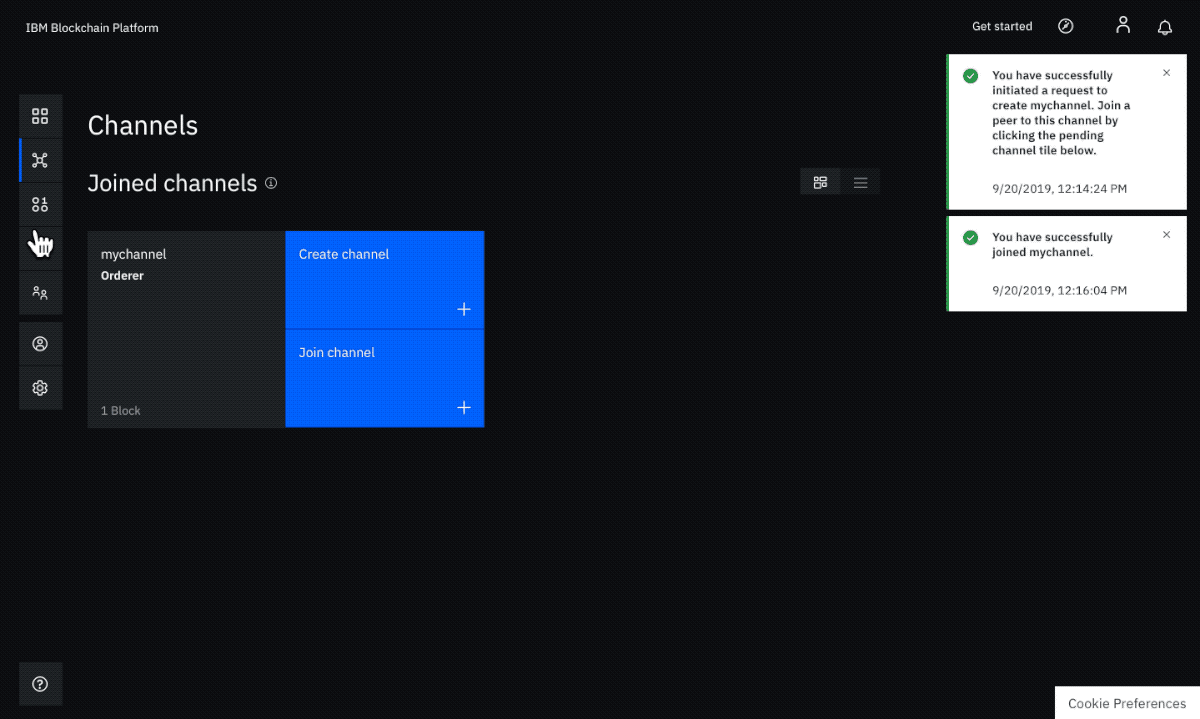 IBM Blockchain Platform
Get started
Channels
Joined channels
mychannel
Orderer
1 Block
Create channel
Join channel
You have successfully
initiated a request to
create mychannel. Join a
peer to this channel by
clicking the pending
channel tile below.
9/20/2019, 12:14:24 PM
You have successfully
joined mychannel.
9/20/2019, 12:16:04 PM
Cookie Preferences